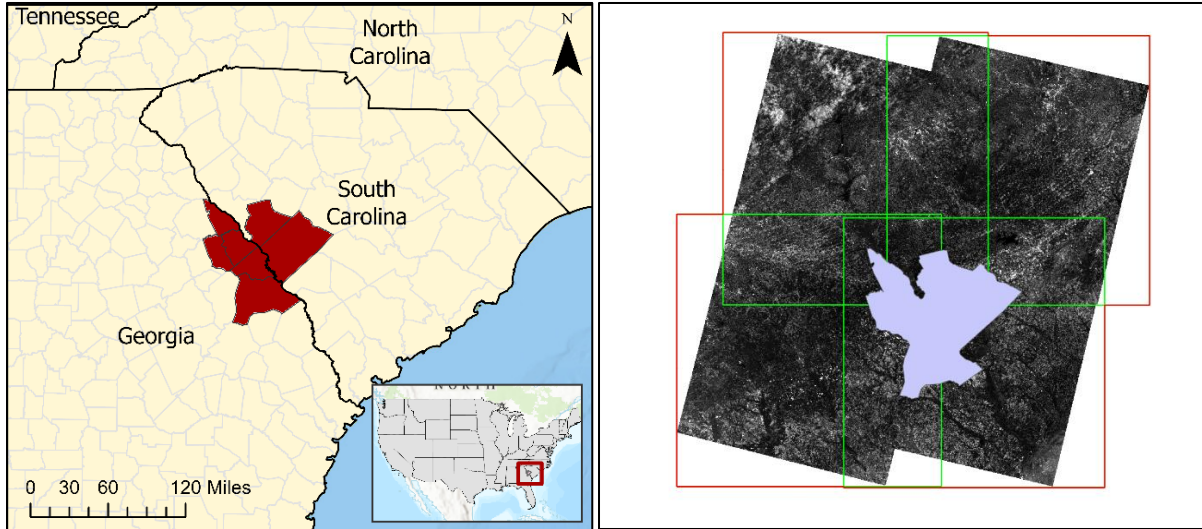 Tennessee
North
Carolina
N
South
Carolina
Georgia
NORTH
0 30 60 120 Miles